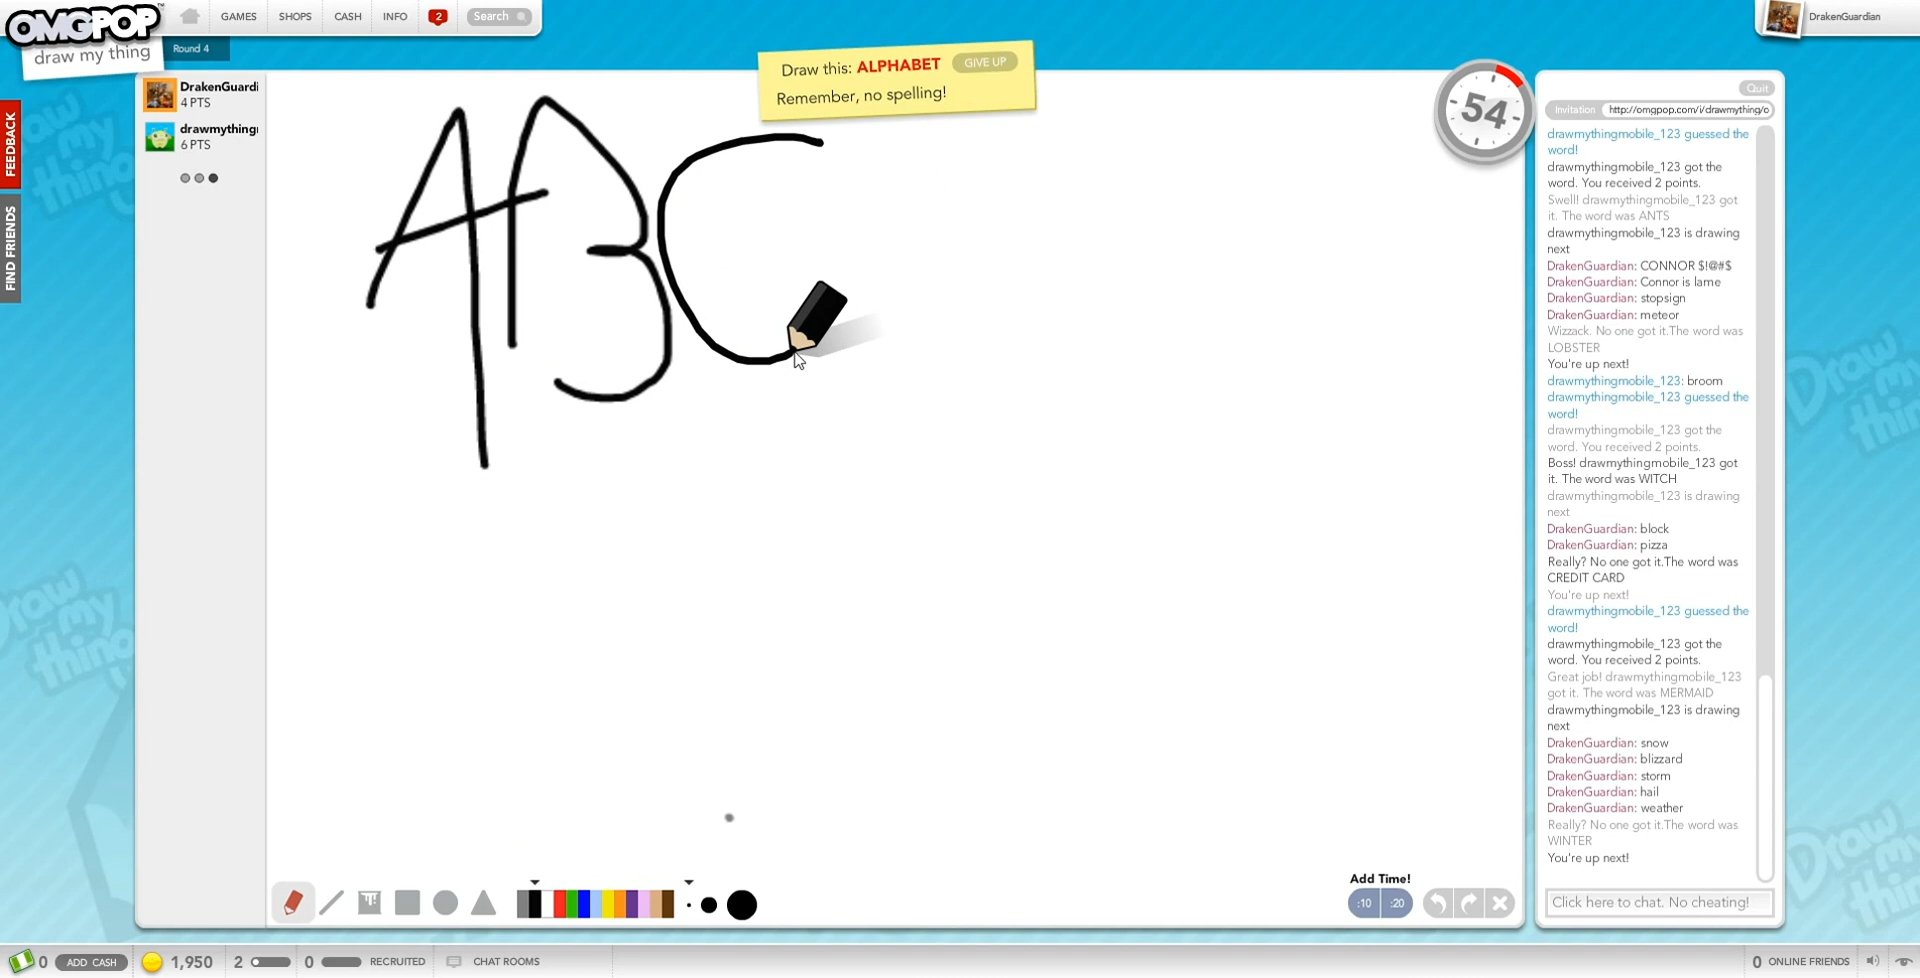 OMGPOP™
GAMES
SHOPS
CASH
INFO
2
Search
DrakenGuardian
draw my thing
Round 4
FEEDBACK
FIND FRIENDS
DrakenGuardi
4 PTS
drawmything
6 PTS
Draw this: ALPHABET
GIVE UP
Remember, no spelling!
54
ABC
Quit
Invitation
http://omgpop.com/i/drawmything/o
drawmythingmobile_123 guessed the
word!
drawmythingmobile_123 got the
word. You received 2 points.
Swell! drawmythingmobile_123 got
it. The word was ANTS
drawmythingmobile_123 is drawing
next
DrakenGuardian: CONNOR $!@#$
DrakenGuardian: Connor is lame
DrakenGuardian: stopsign
DrakenGuardian: meteor
Wizzack. No one got it.The word was
LOBSTER
You're up next!
drawmythingmobile_123: broom
drawmythingmobile_123 guessed the
word!
drawmythingmobile_123 got the
word. You received 2 points.
Boss! drawmythingmobile_123 got
it. The word was WITCH
drawmythingmobile_123 is drawing
next
DrakenGuardian: block
DrakenGuardian: pizza
Really? No one got it.The word was
CREDIT CARD
You're up next!
drawmythingmobile_123 guessed the
word!
drawmythingmobile_123 got the
word. You received 2 points.
Great job! drawmythingmobile_123
got it. The word was MERMAID
drawmythingmobile_123 is drawing
next
DrakenGuardian: snow
DrakenGuardian: blizzard
DrakenGuardian: storm
DrakenGuardian: hail
DrakenGuardian: weather
Really? No one got it.The word was
WINTER
You're up next!
Click here to chat. No cheating!
Add Time!
:10
:20
0
ADD CASH
1,950
2
0
RECRUITED
CHAT ROOMS
0 ONLINE FRIENDS